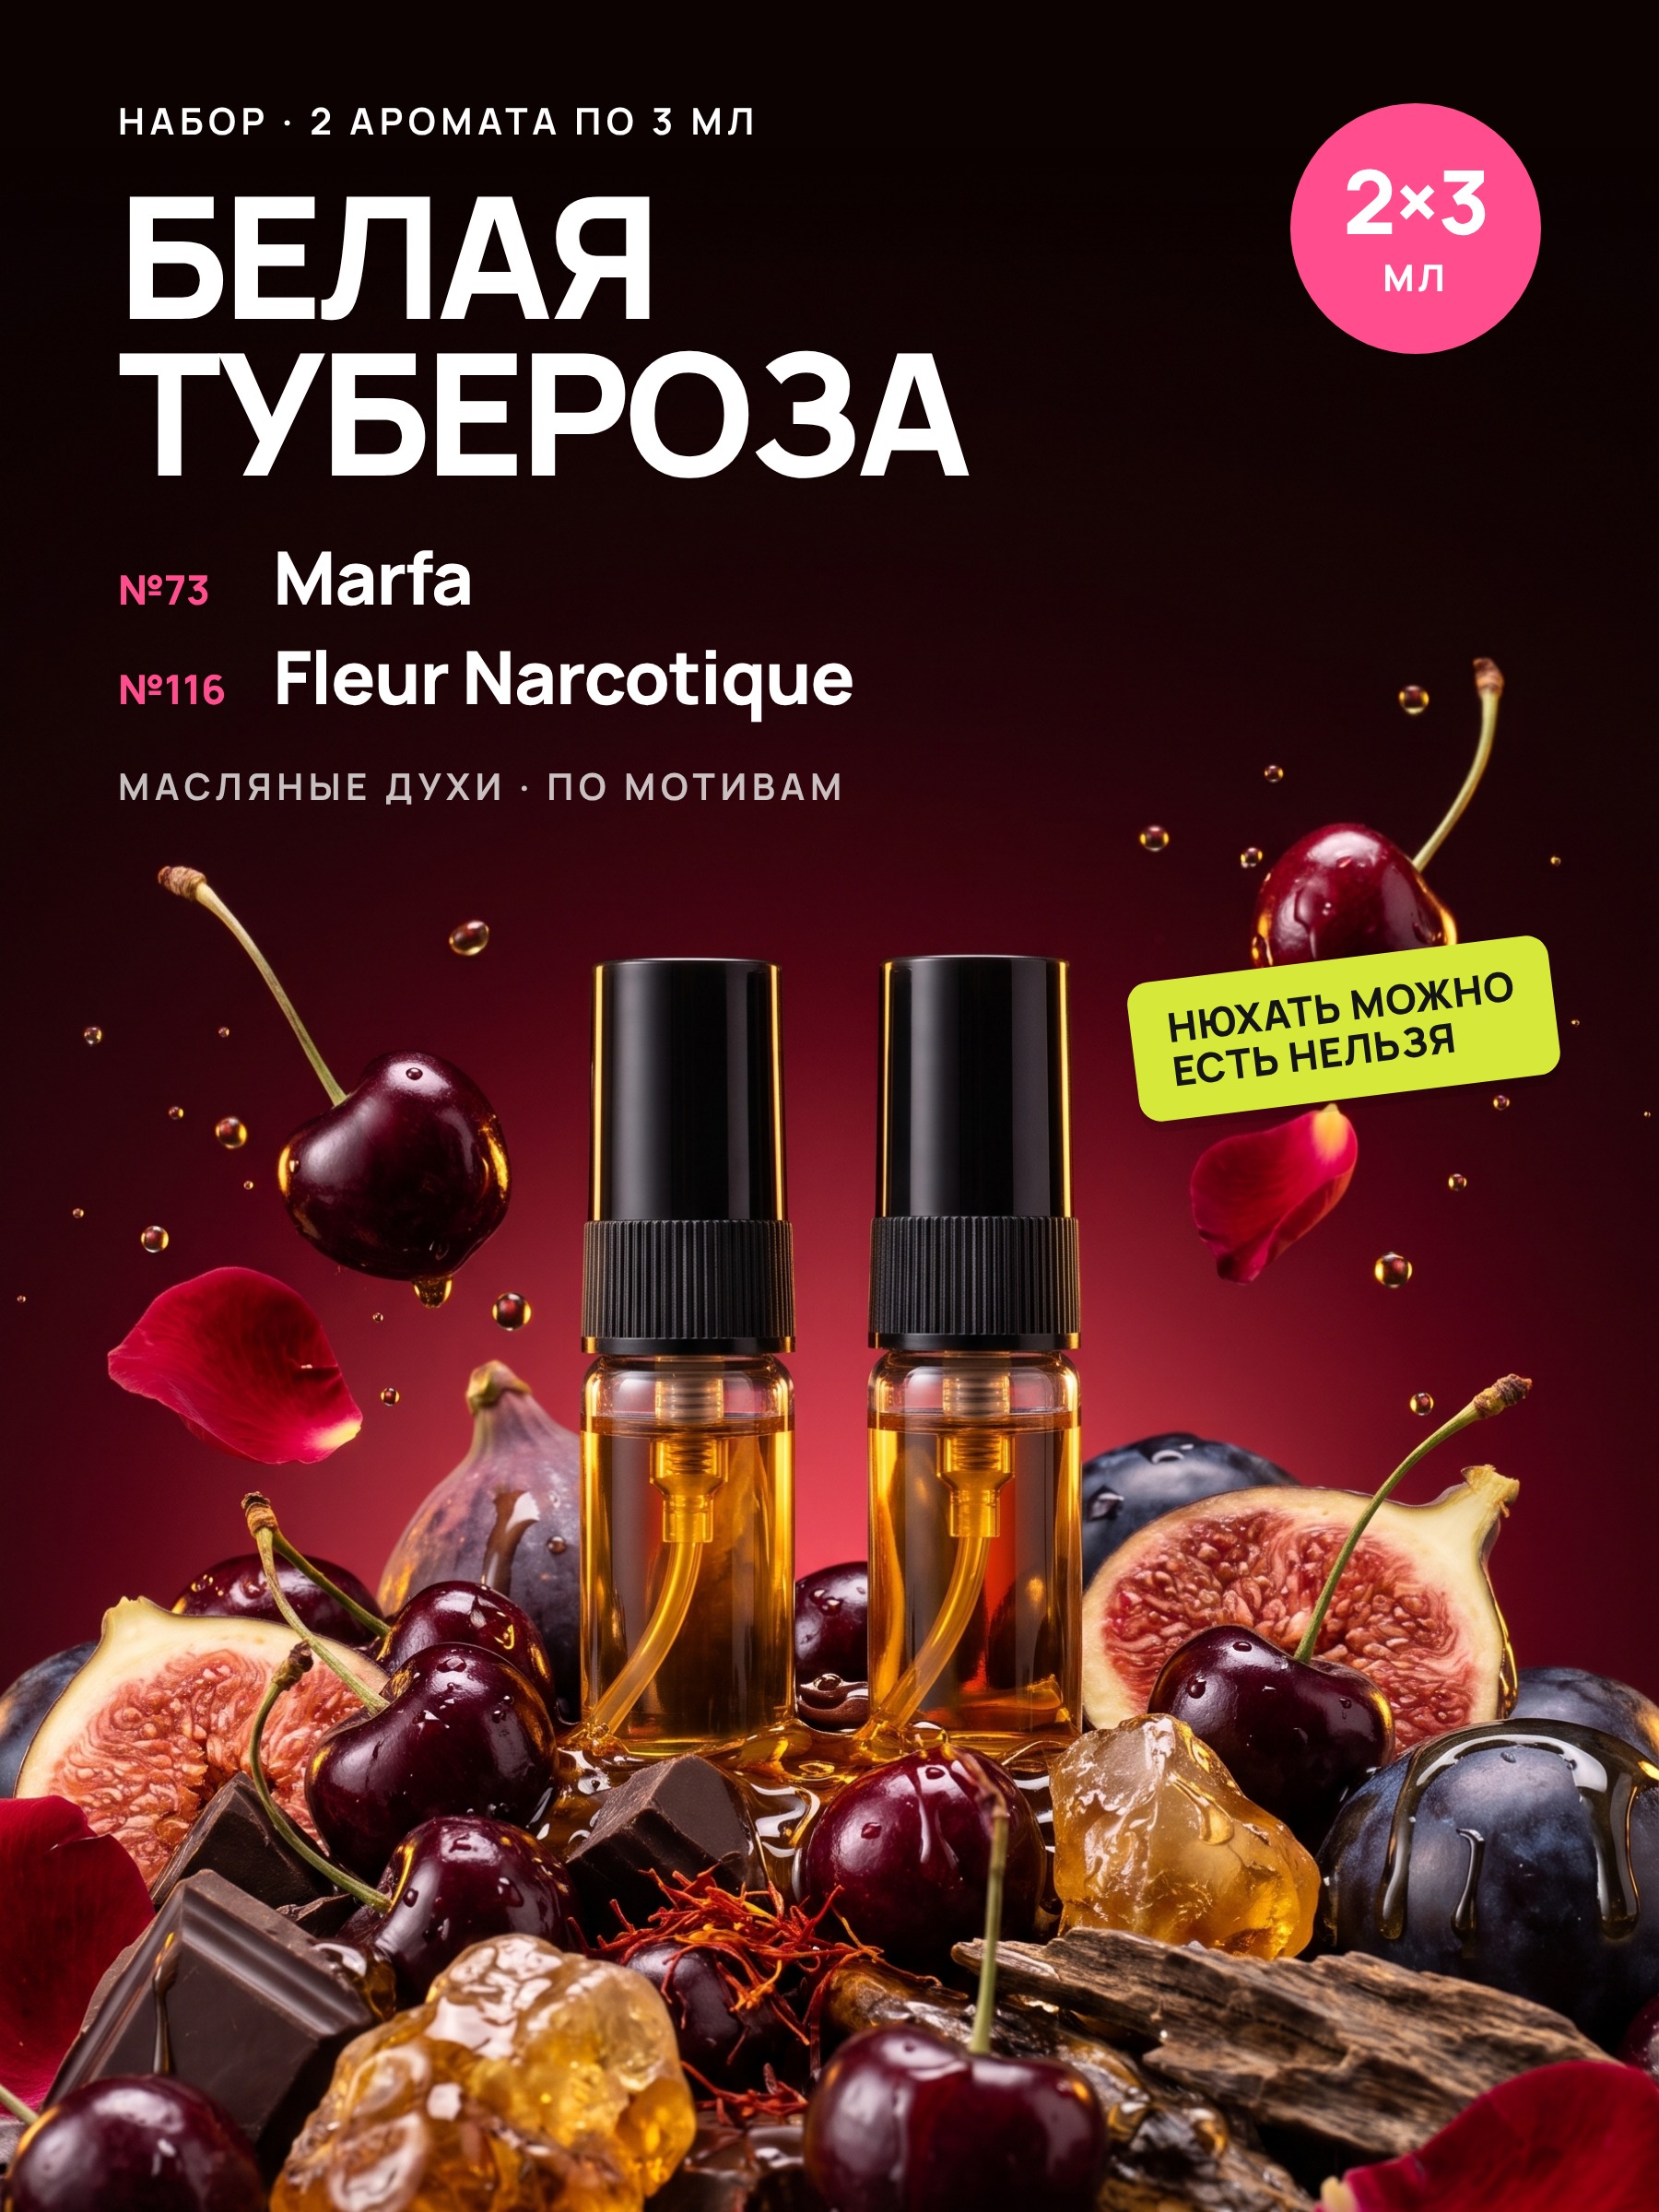 НАБОР · 2 АРОМАТА ПО 3 МЛ
2×3
МЛ
БЕЛАЯ
ТУБЕРОЗА
№73 Marfa
№116 Fleur Narcotique
МАСЛЯНЫЕ ДУХИ · ПО МОТИВАМ
НЮХАТЬ МОЖНО
ЕСТЬ НЕЛЬЗЯ